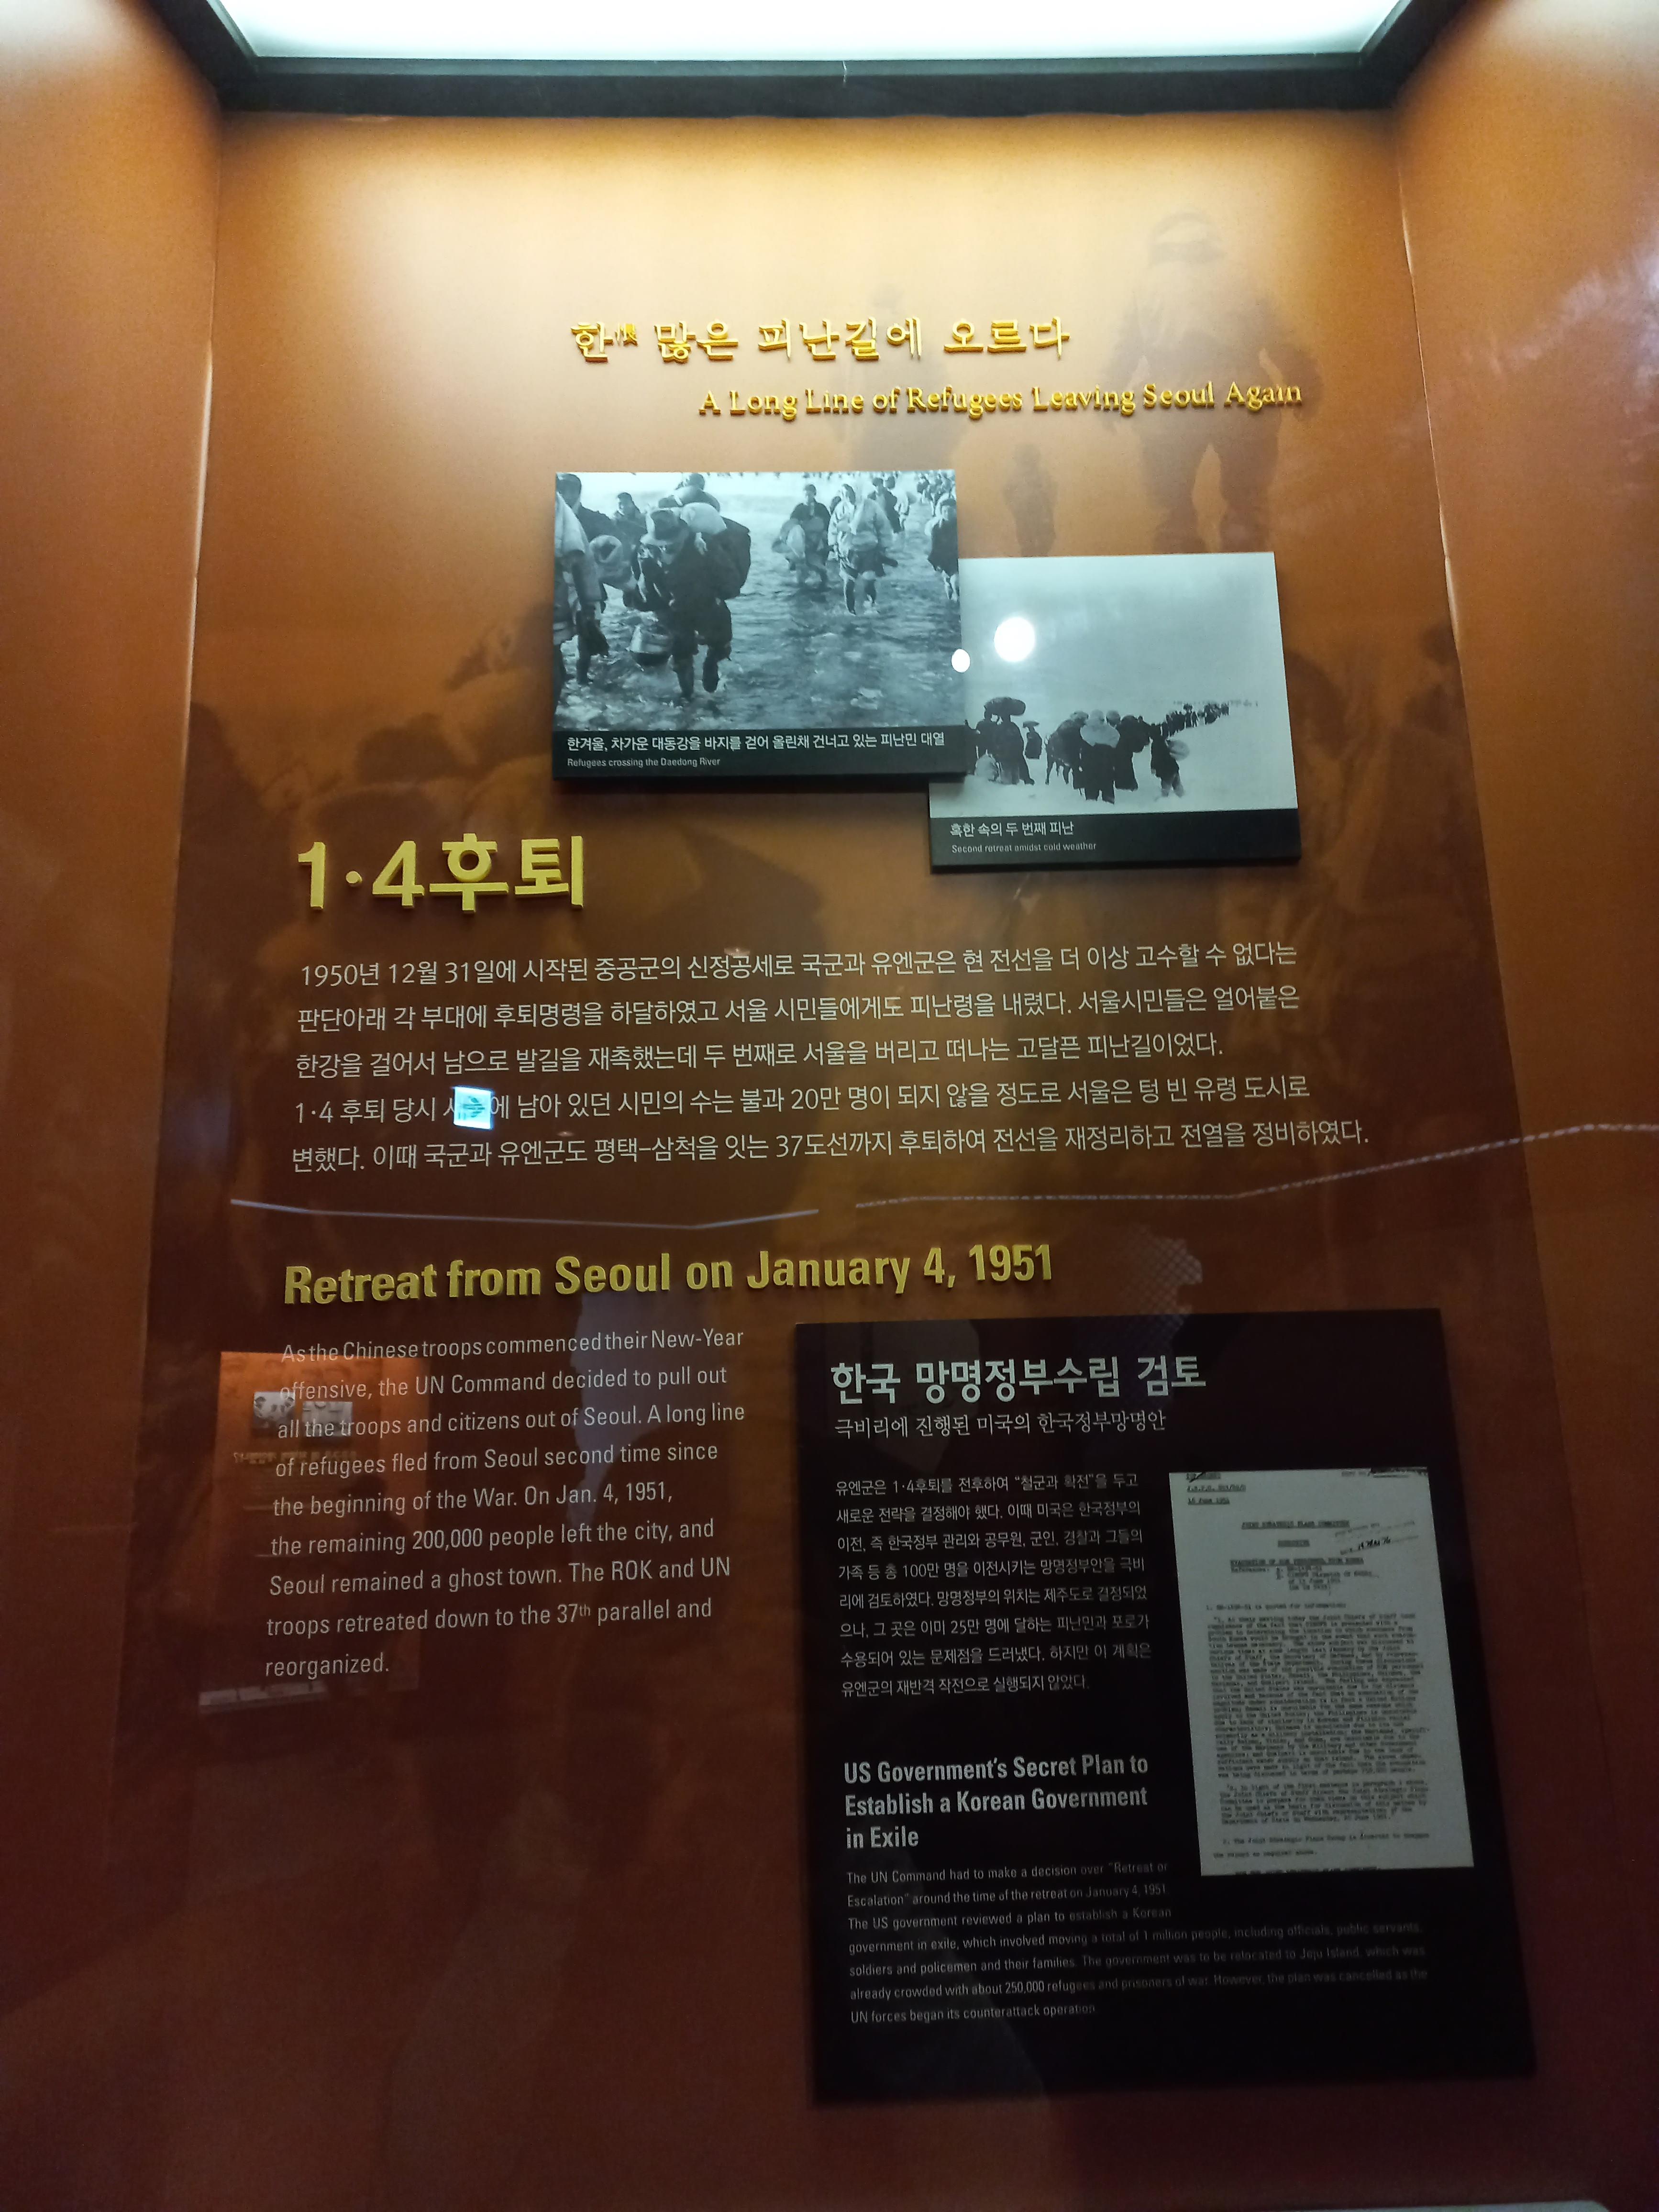 한恨 많은 피난길에 오르다
A Long Line of Refugees Leaving Seoul Again
한겨울, 차가운 대동강을 바지를 걷어 올린채 건너고 있는 피난민 대열
Refugees crossing the Daedong River
혹한 속의 두 번째 피난
Second retreat amidst cold weather
1·4후퇴
1950년 12월 31일에 시작된 중공군의 신정공세로 국군과 유엔군은 현 전선을 더 이상 고수할 수 없다는
판단아래 각 부대에 후퇴명령을 하달하였고 서울 시민들에게도 피난령을 내렸다. 서울시민들은 얼어붙은
한강을 걸어서 남으로 발길을 재촉했는데 두 번째로 서울을 버리고 떠나는 고달픈 피난길이었다.
1·4 후퇴 당시 에 남아 있던 시민의 수는 불과 20만 명이 되지 않을 정도로 서울은 텅 빈 유령 도시로
변했다. 이때 국군과 유엔군도 평택–삼척을 잇는 37도선까지 후퇴하여 전선을 재정리하고 전열을 정비하였다.
Retreat from Seoul on January 4, 1951
As the Chinese troops commenced their New-Year
offensive, the UN Command decided to pull out
all the troops and citizens out of Seoul. A long line
of refugees fled from Seoul second time since
the beginning of the War. On Jan. 4, 1951,
the remaining 200,000 people left the city, and
Seoul remained a ghost town. The ROK and UN
troops retreated down to the 37th parallel and
reorganized.
한국 망명정부수립 검토
극비리에 진행된 미국의 한국정부망명안
유엔군은 1·4후퇴를 전후하여 “철군과 확전”을 두고
새로운 전략을 결정해야 했다. 이때 미국은 한국정부의
이전, 즉 한국정부 관리와 공무원, 군인, 경찰과 그들의
가족 등 총 100만 명을 이전시키는 망명정부안을 극비
리에 검토하였다. 망명정부의 위치는 제주도로 결정되었
으나, 그 곳은 이미 25만 명에 달하는 피난민과 포로가
수용되어 있는 문제점을 드러냈다. 하지만 이 계획은
유엔군의 재반격 작전으로 실행되지 않았다.
US Government’s Secret Plan to
Establish a Korean Government
in Exile
The UN Command had to make a decision over “Retreat or
Escalation” around the time of the retreat on January 4, 1951.
The US government reviewed a plan to establish a Korean
government in exile, which involved moving a total of 1 million people, including officials, public servants,
soldiers and policemen and their families. The government was to be relocated to Jeju Island, which was
already crowded with about 250,000 refugees and prisoners of war. However, the plan was cancelled as the
UN forces began its counterattack operation.